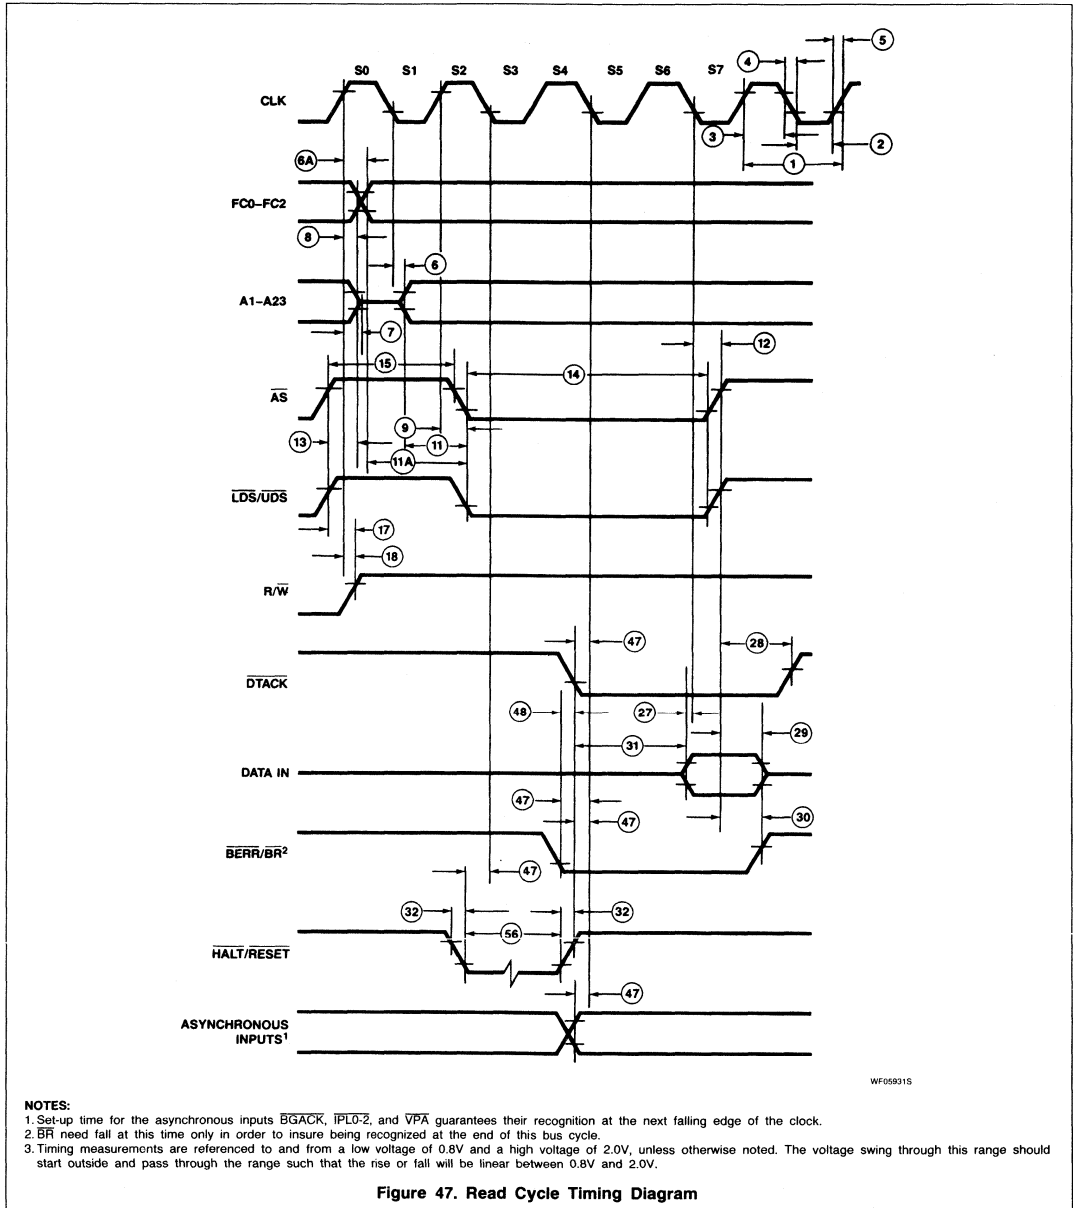 S0 S1 S2 S3 S4 S5 S6 S7 4 5
CLK
3 2
1
6A
FC0–FC2
8
6
A1–A23
7
12
15
14
AS
9
13 11
11A
LDS/UDS
17
18
R/W
47 28
DTACK
48 27
29
31
DATA IN
47
30
47
BERR/BR2
47
32 32
56
HALT/RESET
47
ASYNCHRONOUS
INPUTS1
WF05931S
NOTES:
1. Set-up time for the asynchronous inputs BGACK, IPL0-2, and VPA guarantees their recognition at the next falling edge of the clock.
2. BR need fall at this time only in order to insure being recognized at the end of this bus cycle.
3. Timing measurements are referenced to and from a low voltage of 0.8V and a high voltage of 2.0V, unless otherwise noted. The voltage swing through this range should
start outside and pass through the range such that the rise or fall will be linear between 0.8V and 2.0V.
Figure 47. Read Cycle Timing Diagram